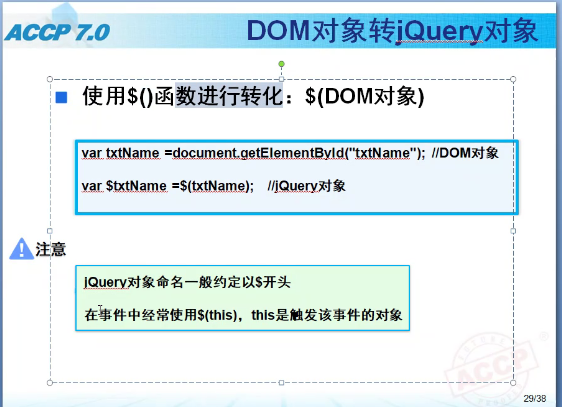 ACCP 7.0
DOM对象转jQuery对象
使用$()函数进行转化：$(DOM对象)
var txtName =document.getElementById("txtName"); //DOM对象
var $txtName =$(txtName); //jQuery对象
注意
jQuery对象命名一般约定以$开头
在事件中经常使用$(this)，this是触发该事件的对象
ACCP
29/38